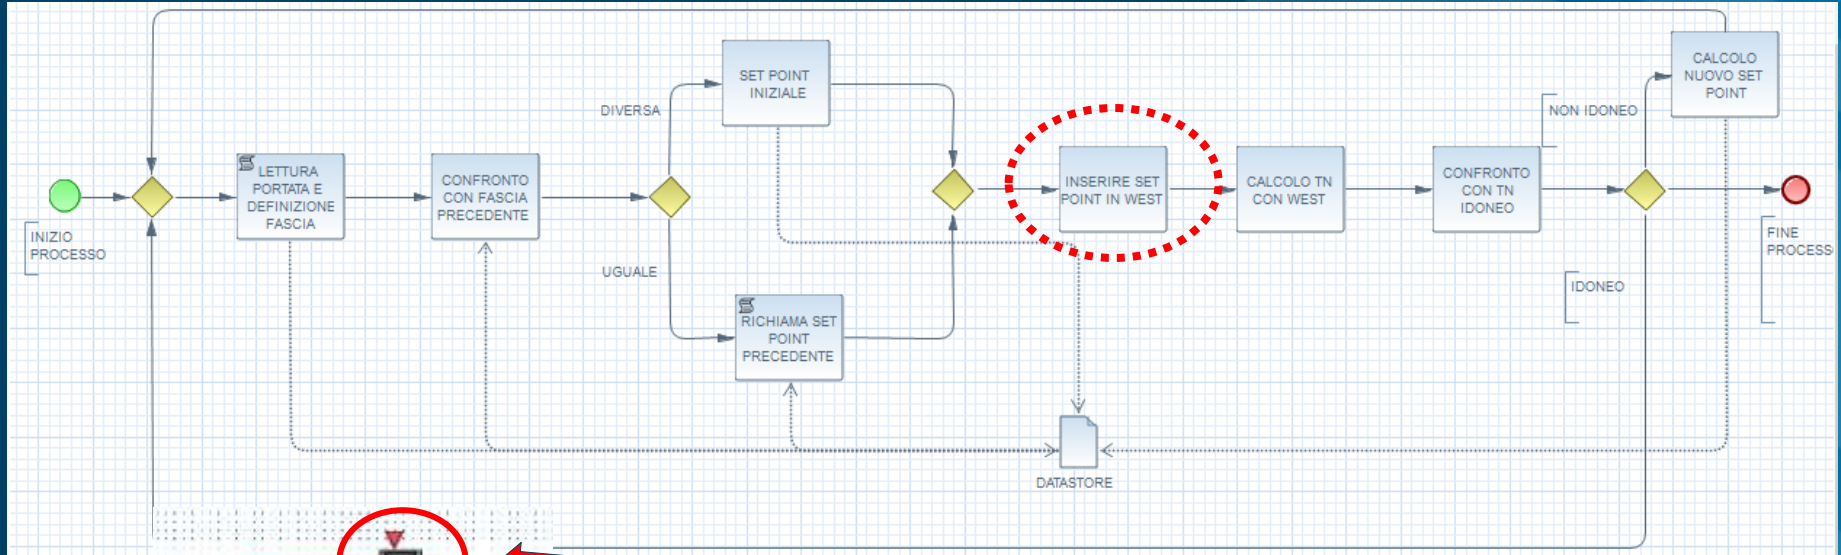 INIZIO
PROCESSO
LETTURA
PORTATA E
DEFINIZIONE
FASCIA
CONFRONTO
CON FASCIA
PRECEDENTE
DIVERSA
UGUALE
SET POINT
INIZIALE
RICHIAMA SET
POINT
PRECEDENTE
INSERIRE SET
POINT IN WEST
DATASTORE
CALCOLO TN
CON WEST
CONFRONTO
CON TN
IDONEO
NON IDONEO
IDONEO
CALCOLO
NUOVO SET
POINT
FINE
PROCESS